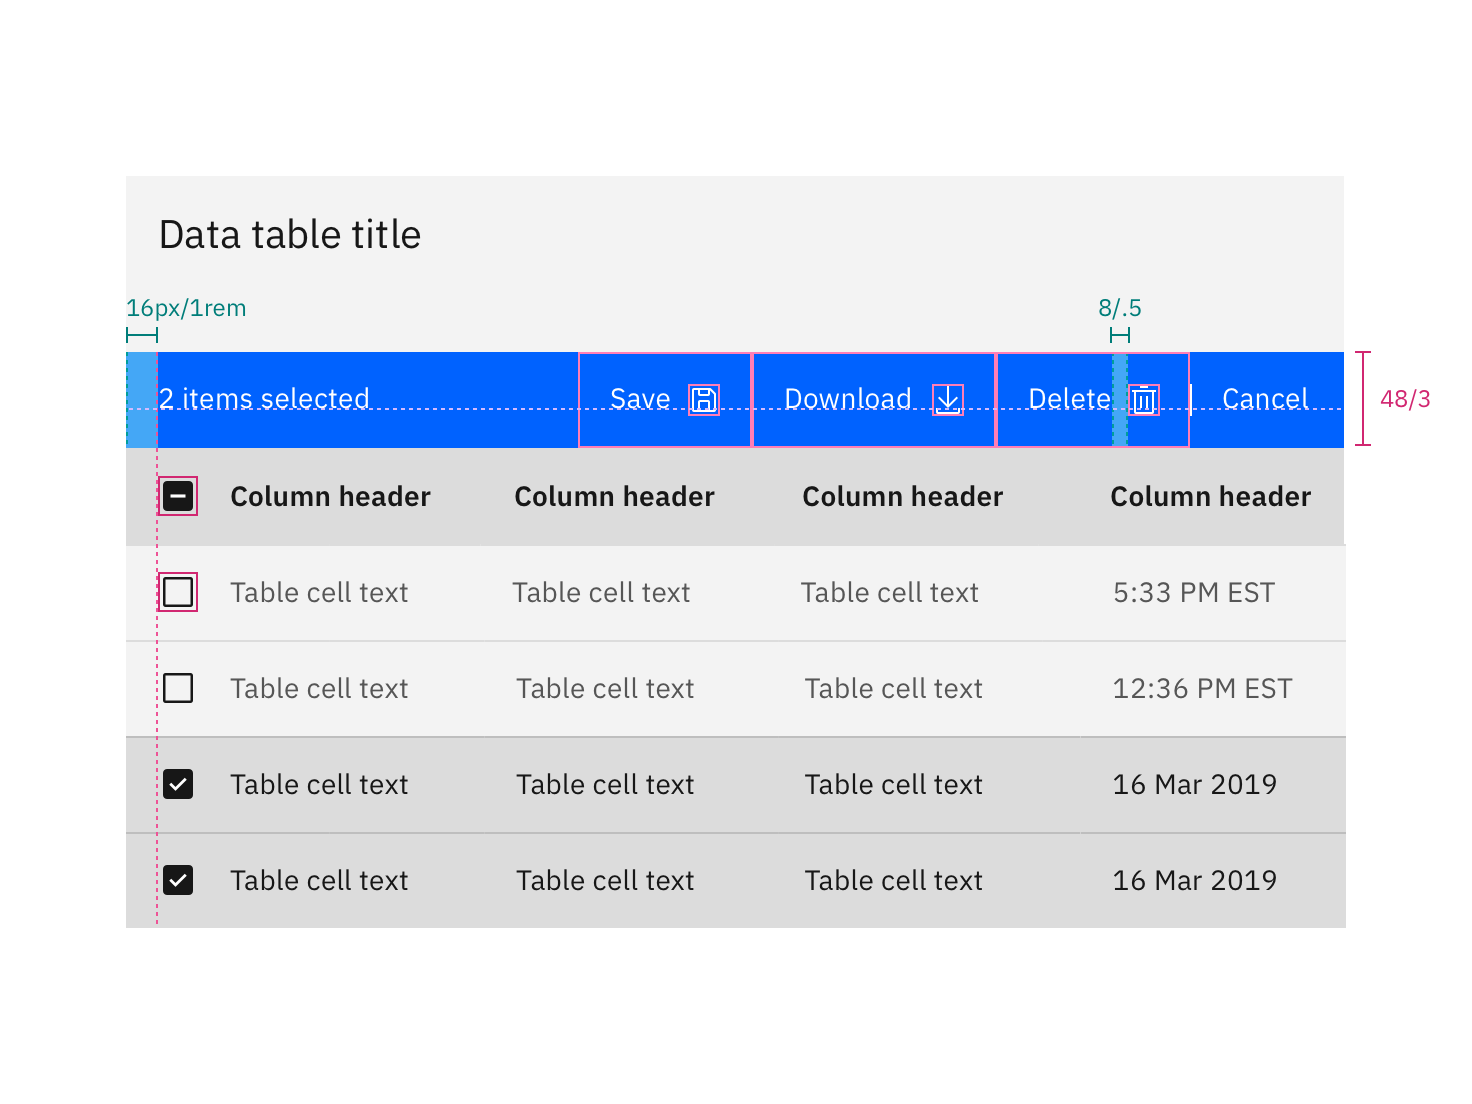 Data table title
16px/1rem 8/.5
2 items selected Save Download Delete Cancel 48/3
Column header Column header Column header Column header
Table cell text Table cell text Table cell text 5:33 PM EST
Table cell text Table cell text Table cell text 12:36 PM EST
Table cell text Table cell text Table cell text 16 Mar 2019
Table cell text Table cell text Table cell text 16 Mar 2019